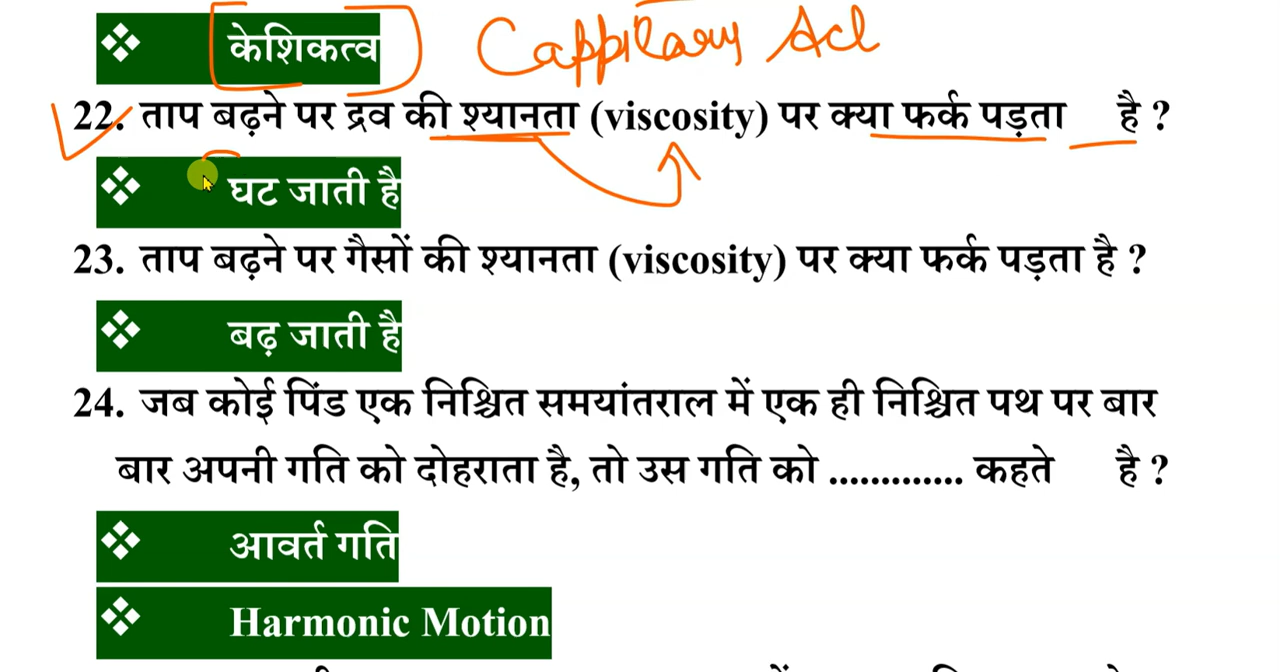 ❖ केशिकत्व Cappilary Act
22. ताप बढ़ने पर द्रव की श्यानता (viscosity) पर क्या फर्क पड़ता है ?
❖ घट जाती है
23. ताप बढ़ने पर गैसों की श्यानता (viscosity) पर क्या फर्क पड़ता है ?
❖ बढ़ जाती है
24. जब कोई पिंड एक निश्चित समयांतराल में एक ही निश्चित पथ पर बार
बार अपनी गति को दोहराता है, तो उस गति को ............. कहते है ?
❖ आवर्त गति
❖ Harmonic Motion